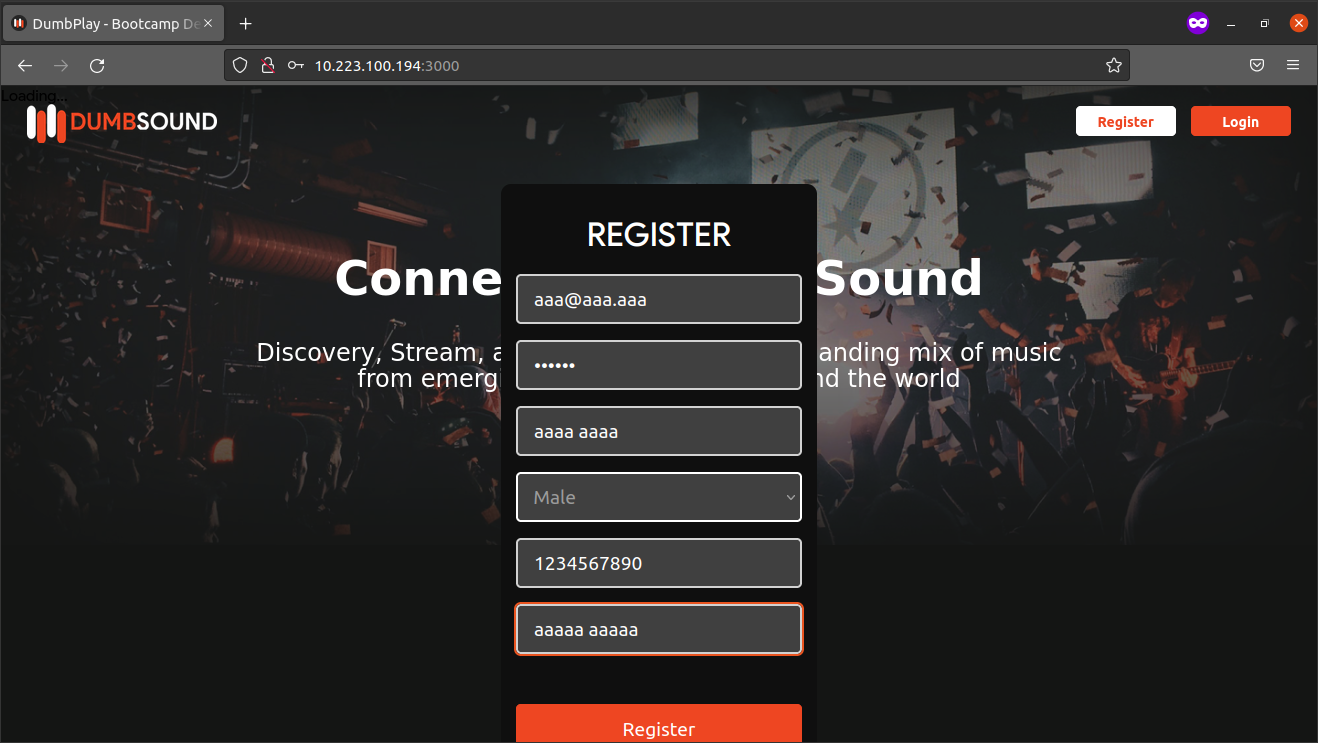 DumbPlay - Bootcamp De
10.223.100.194:3000
Loading...
DUMBSOUND
Register
Login
REGISTER
Conne Sound
aaa@aaa.aaa
Discovery, Stream, a anding mix of music
from emergi nd the world
aaaa aaaa
Male
1234567890
aaaaa aaaaa
Register